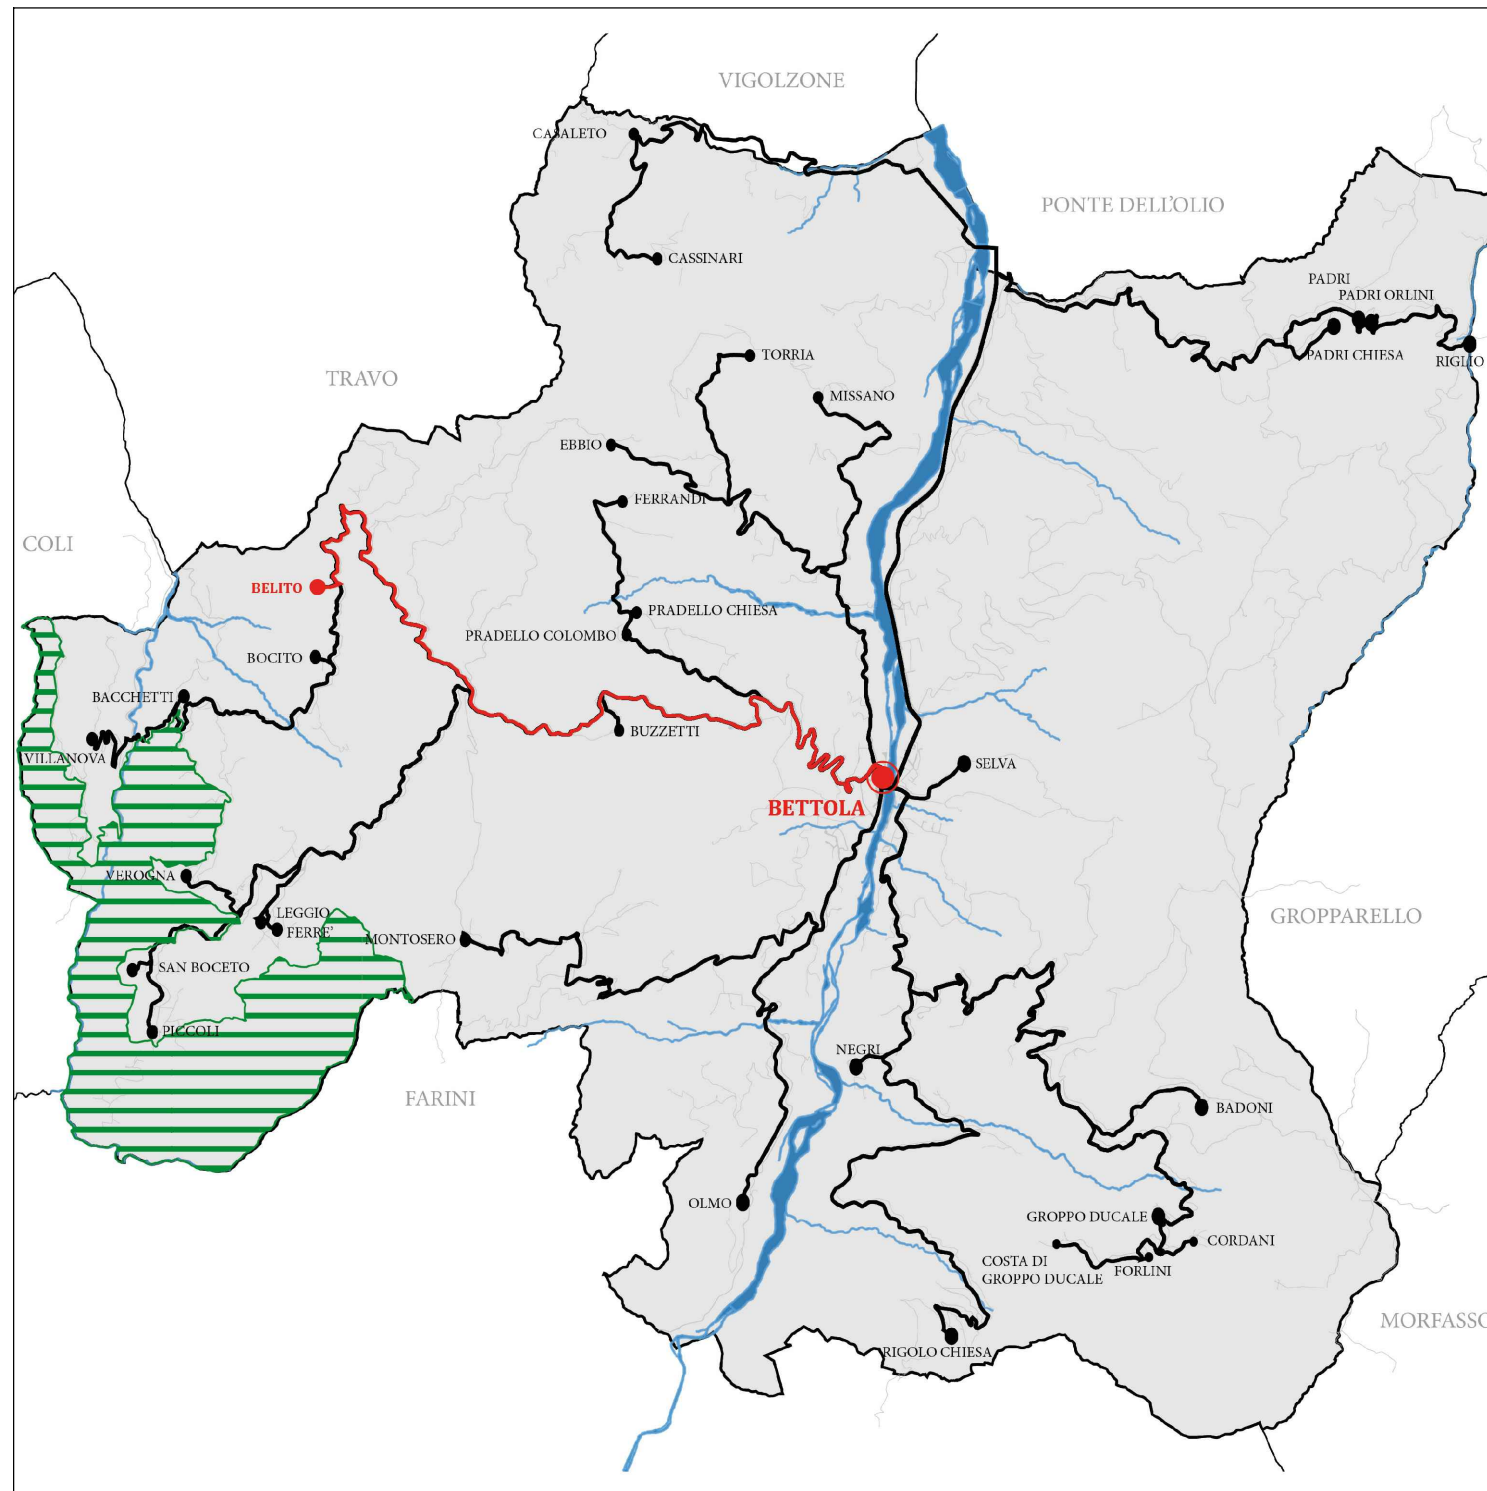 VIGOLZONE
CASALETO
PONTE DELL'OLIO
CASSINARI
PADRI
PADRI ORLINI
TORRIA
PADRI CHIESA
RIGLIO
TRAVO
MISSANO
EBBIO
FERRANDI
COLI
BELITO
PRADELLO CHIESA
PRADELLO COLOMBO
BOCITO
BACCHETTI
BUZZETTI
VILLANOVA
SELVA
BETTOLA
VEROGNA
LEGGIO
GROPPARELLO
FERRE'
MONTOSERO
SAN BOCETO
PICCOLI
NEGRI
FARINI
BADONI
OLMO
GROPPO DUCALE
CORDANI
COSTA DI
GROPPO DUCALE
FORLINI
MORFASSO
RIGOLO CHIESA